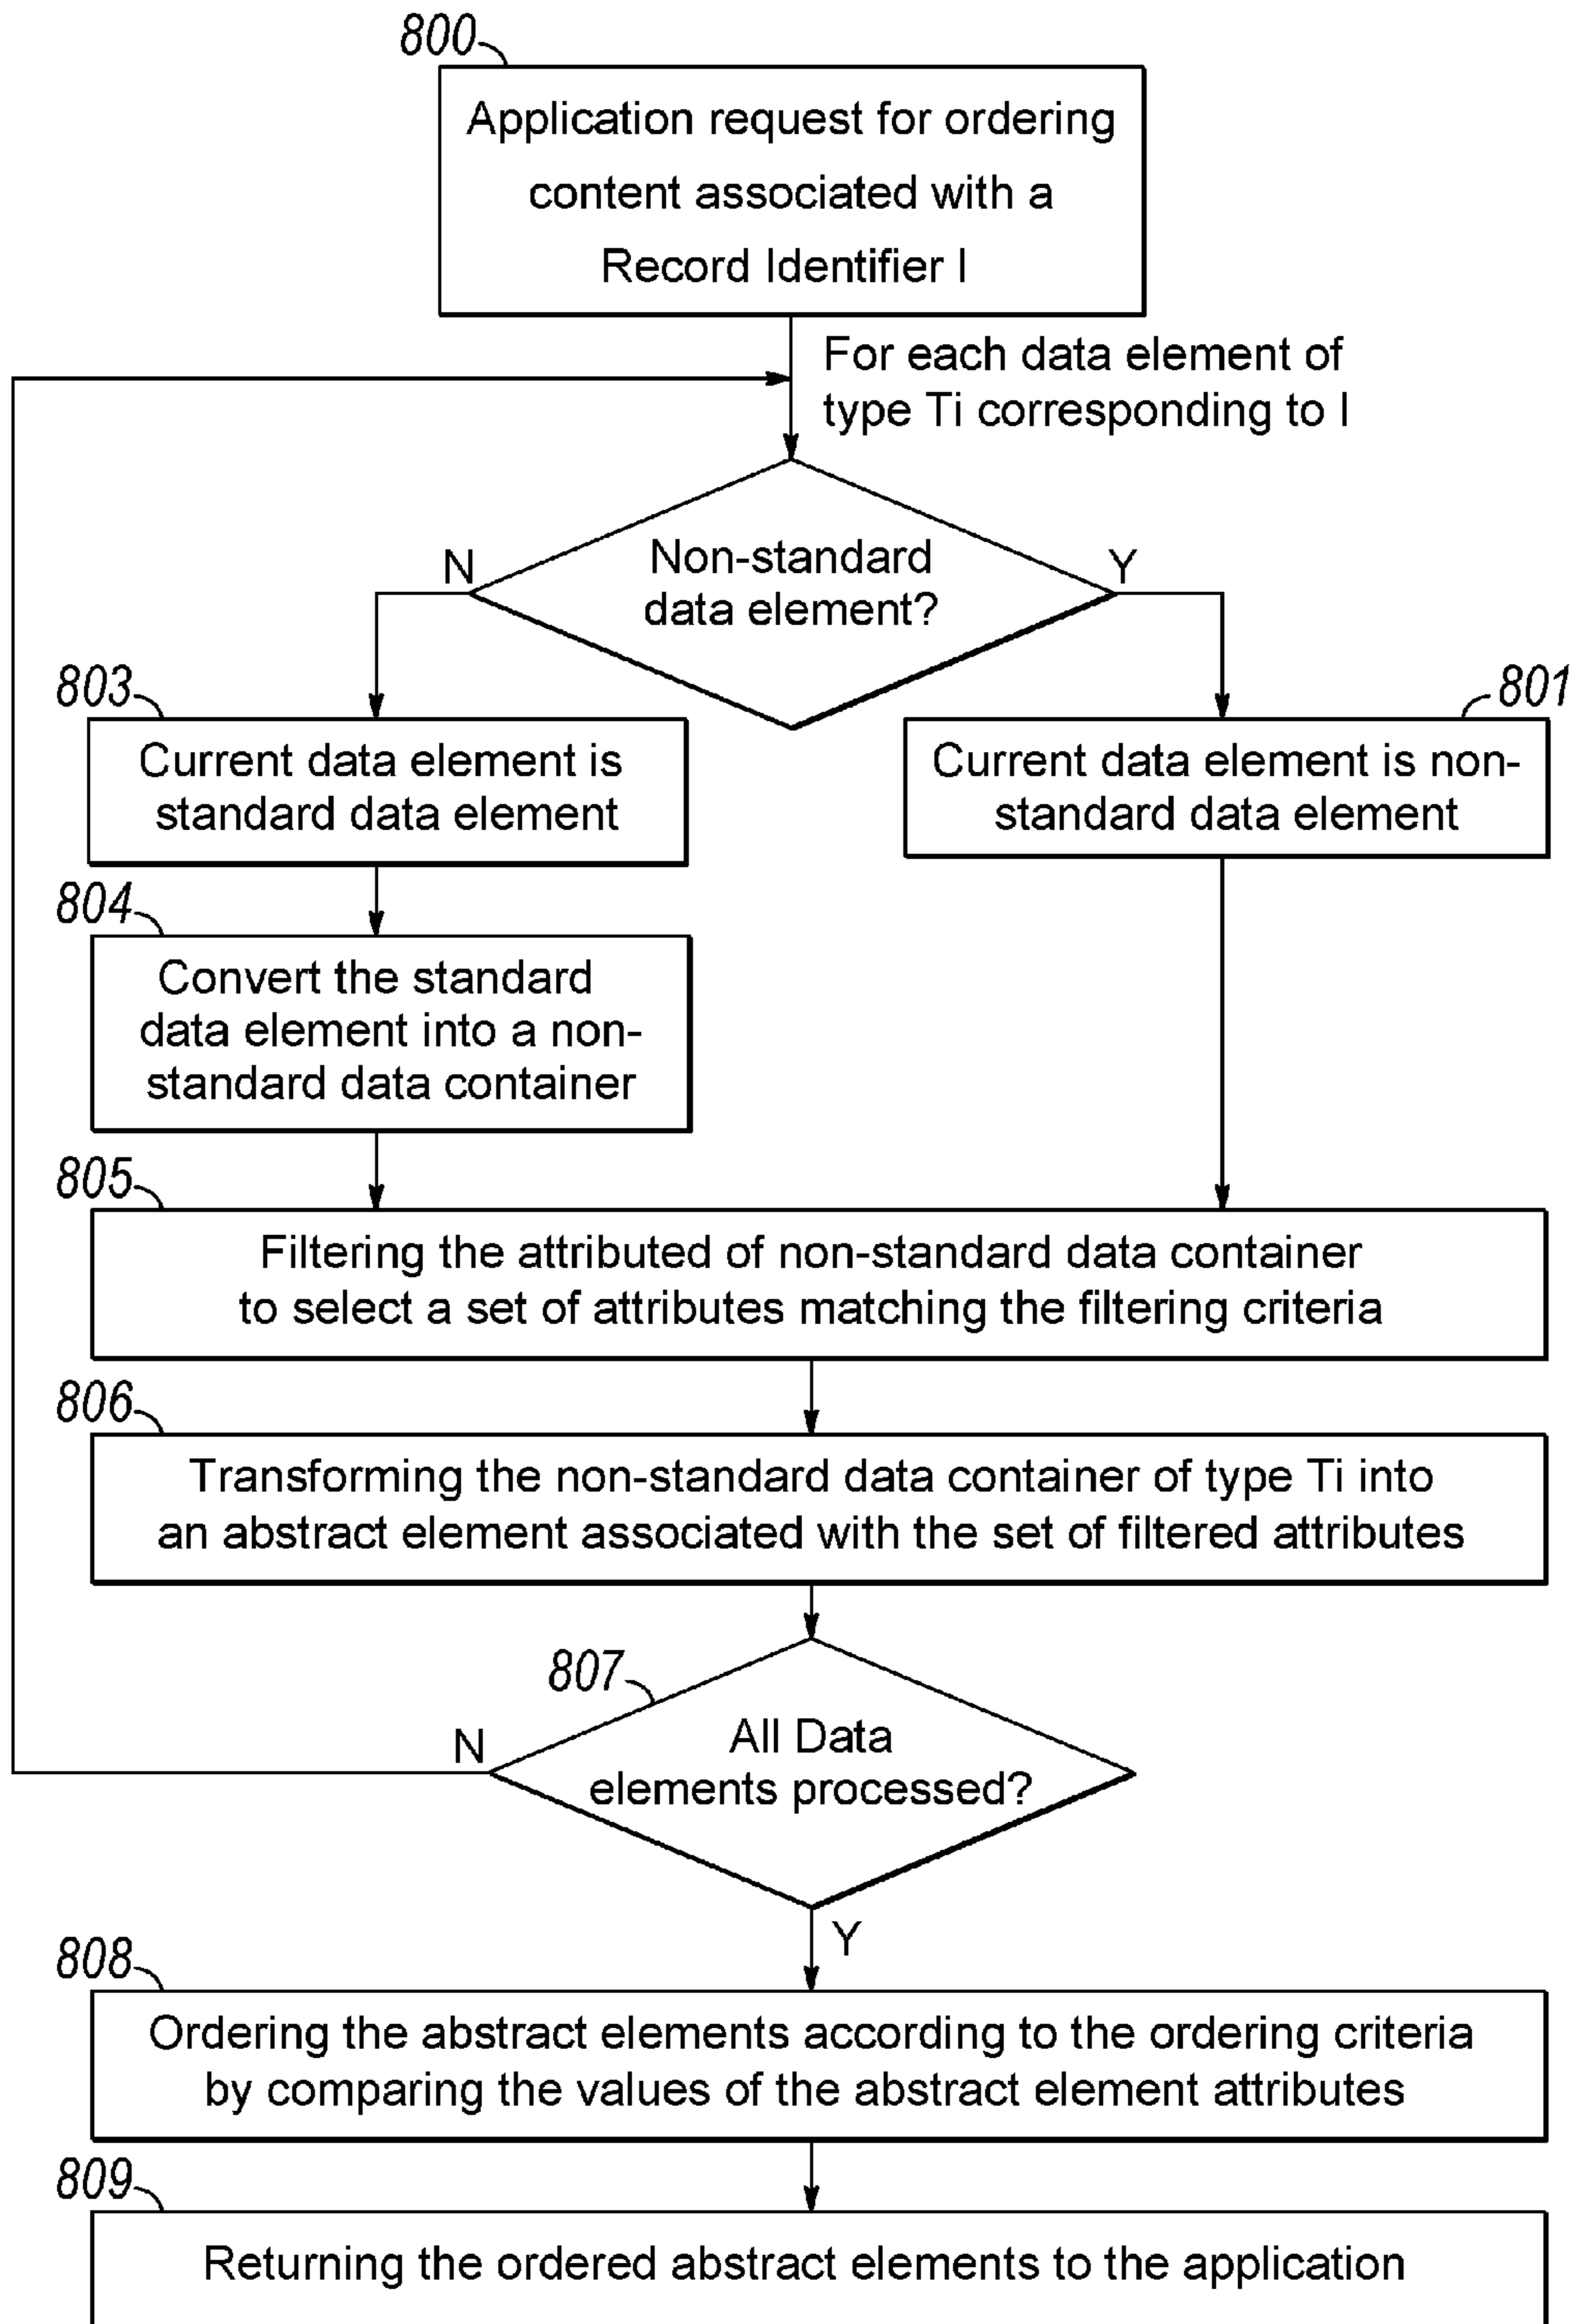 800
Application request for ordering
content associated with a
Record Identifier I
For each data element of
type Ti corresponding to I
Non-standard
data element?
N
Y
803
801
Current data element is
standard data element
Current data element is non-
standard data element
804
Convert the standard
data element into a non-
standard data container
805
Filtering the attributed of non-standard data container
to select a set of attributes matching the filtering criteria
806
Transforming the non-standard data container of type Ti into
an abstract element associated with the set of filtered attributes
807
All Data
elements processed?
N
Y
808
Ordering the abstract elements according to the ordering criteria
by comparing the values of the abstract element attributes
809
Returning the ordered abstract elements to the application